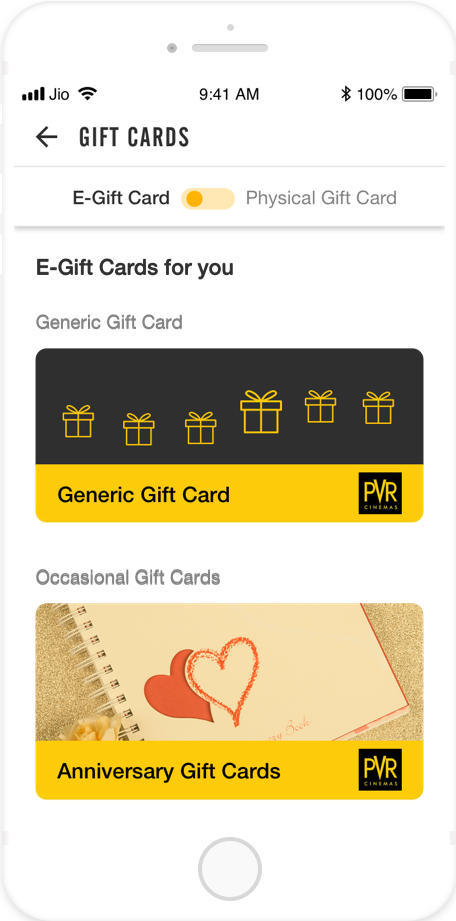 Jio 9:41 AM 100%
GIFT CARDS
E-Gift Card Physical Gift Card
E-Gift Cards for you
Generic Gift Card
Generic Gift Card
PVR
CINEMAS
Occasional Gift Cards
Book
Anniversary Gift Cards
PVR
CINEMAS